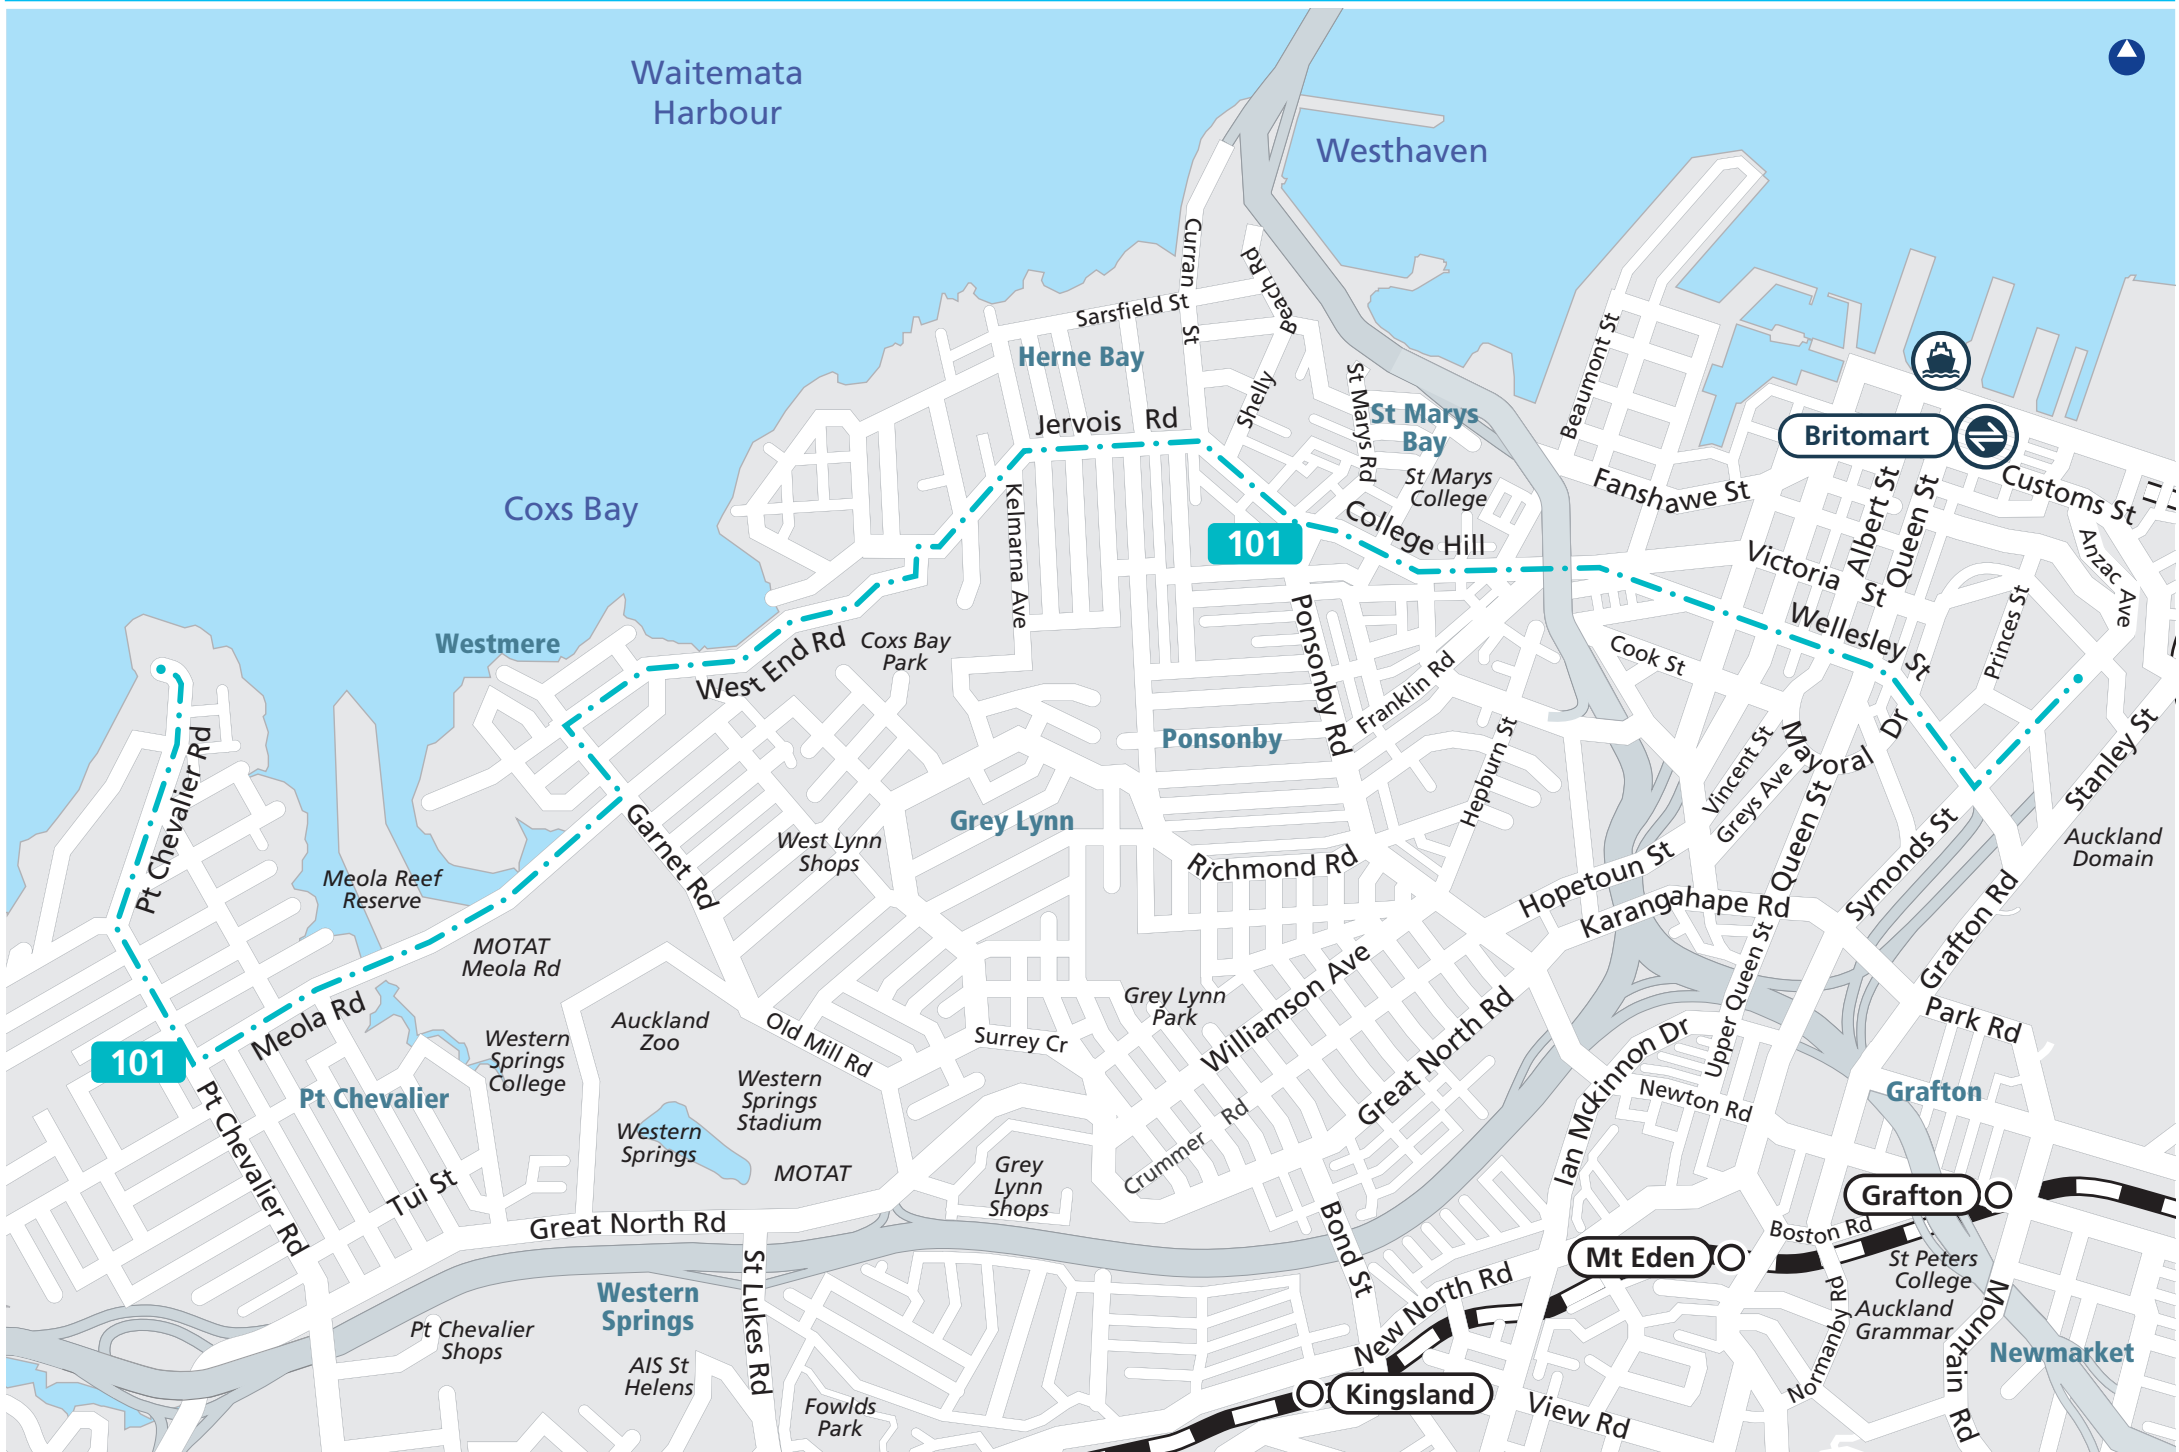 Waitemata
Harbour
Westhaven
Curran
St
Beach Rd
Sarsfield St
Herne Bay
Shelly
St Marys Rd
St Marys
Bay
Beaumont St
Jervois Rd
Britomart
St Marys
College
Fanshawe St
Albert St
Queen St
Customs St
Coxs Bay
Kelmarna Ave
101
College Hill
Victoria St
Anzac Ave
Princes St
Wellesley St
Westmere
West End Rd
Coxs Bay
Park
Ponsonby Rd
Franklin Rd
Cook St
Pt Chevalier Rd
Ponsonby
Hepburn St
Vincent St
Greys Ave
Mayoral Dr
Stanley St
Garnet Rd
West Lynn
Shops
Grey Lynn
Richmond Rd
Queen St
Symonds St
Auckland
Domain
Meola Reef
Reserve
Hopetoun St
Karangahape Rd
Grafton Rd
MOTAT
Meola Rd
Meola Rd
Grey Lynn
Park
Williamson Ave
Great North Rd
Upper Queen St
Park Rd
101
Western
Springs
College
Auckland
Zoo
Old Mill Rd
Surrey Cr
Ian Mckinnon Dr
Pt Chevalier
Western
Springs
Stadium
Newton Rd
Grafton
Pt Chevalier Rd
Tui St
Western
Springs
MOTAT
Crummer Rd
Grey
Lynn
Shops
Great North Rd
Bond St
Grafton
Boston Rd
Mt Eden
St Lukes Rd
Western
Springs
New North Rd
St Peters
College
Auckland
Grammar
Normanby Rd
Mountain Rd
Newmarket
Pt Chevalier
Shops
AIS St
Helens
Fowlds
Park
Kingsland
View Rd